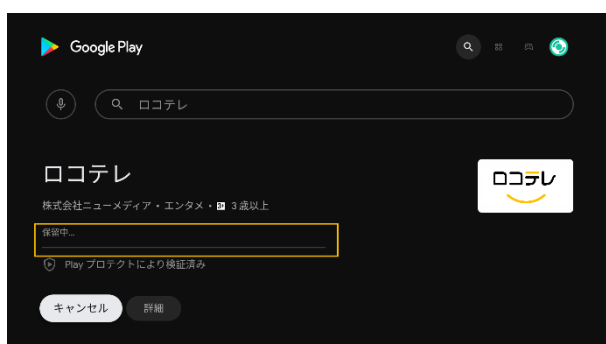 Google Play
ロコテレ
ロコテレ
ロコテレ
株式会社ニューメディア・エンタメ・3+ 3 歳以上
保留中...
Play プロテクトにより検証済み
キャンセル
詳細